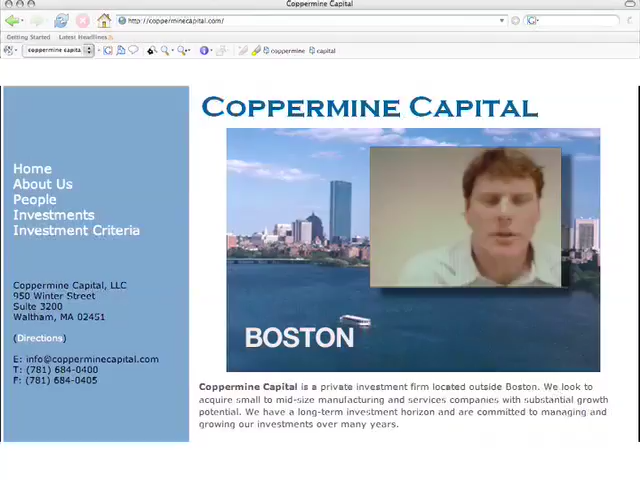 Coppermine Capital
http://copperminecapital.com/
Getting Started Latest Headlines
coppermine capita
coppermine capital
COPPERMINE CAPITAL
Home
About Us
People
Investments
Investment Criteria
Coppermine Capital, LLC
950 Winter Street
Suite 3200
Waltham, MA 02451
(Directions)
E: info@copperminecapital.com
T: (781) 684-0400
F: (781) 684-0405
BOSTON
Coppermine Capital is a private investment firm located outside Boston. We look to
acquire small to mid-size manufacturing and services companies with substantial growth
potential. We have a long-term investment horizon and are committed to managing and
growing our investments over many years.